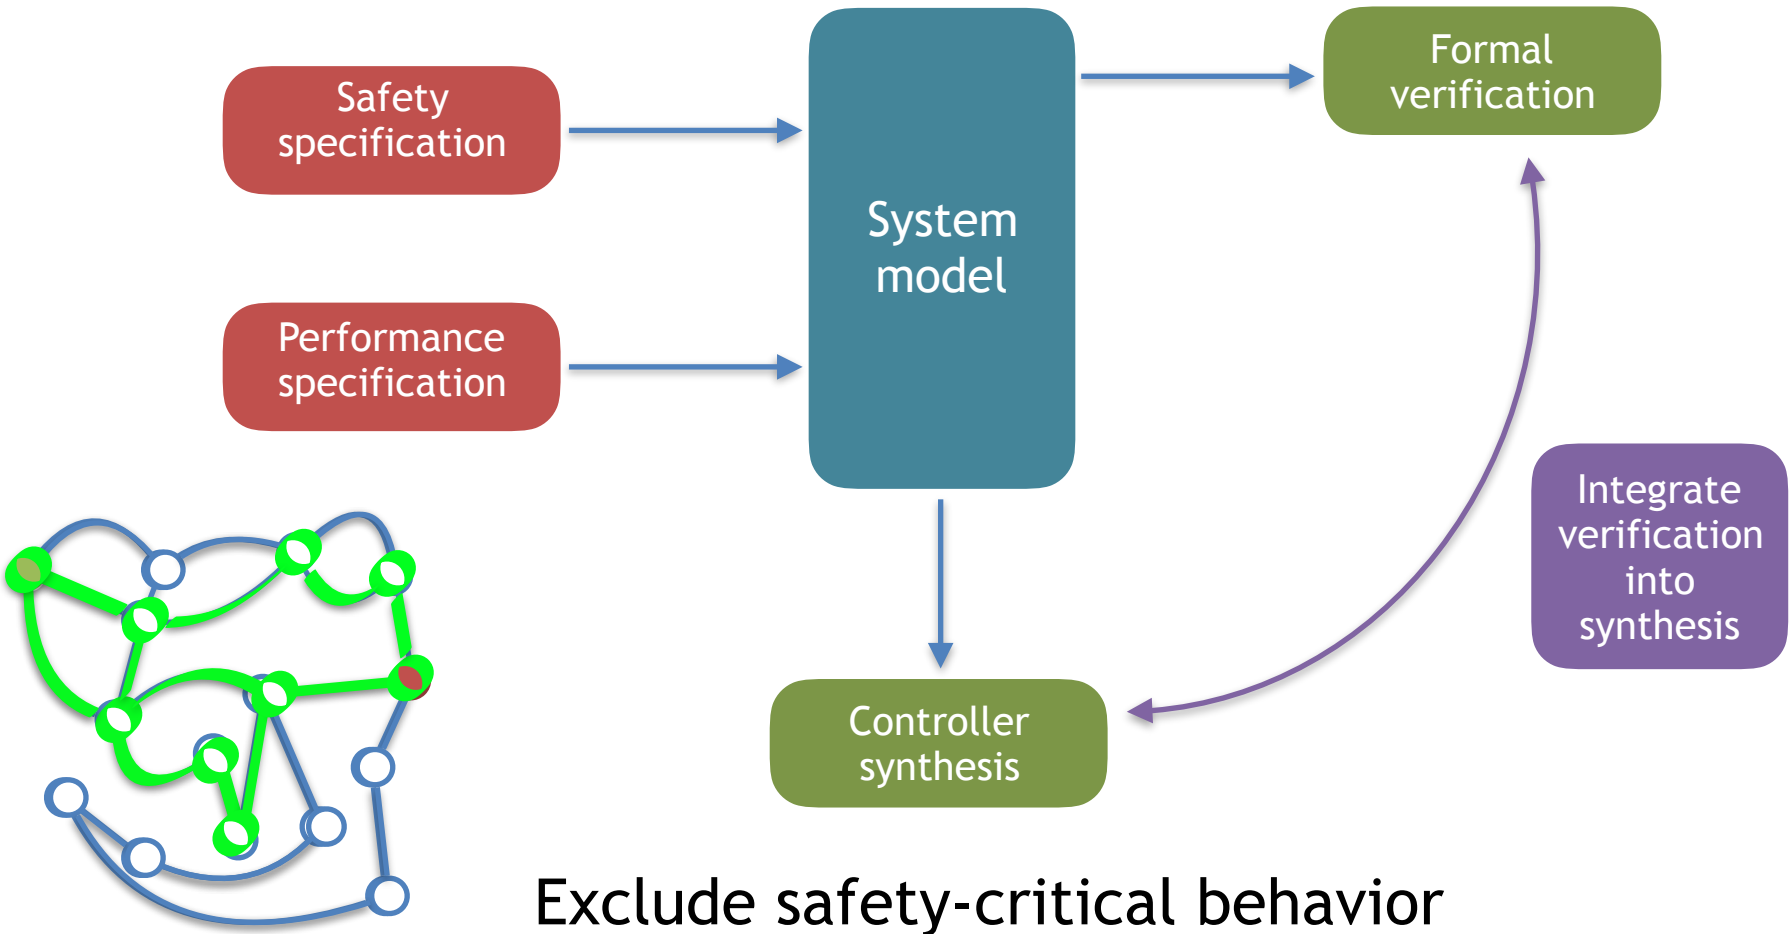 Safety
specification
Performance
specification
System
model
Formal
verification
Integrate
verification
into
synthesis
Controller
synthesis
Exclude safety-critical behavior